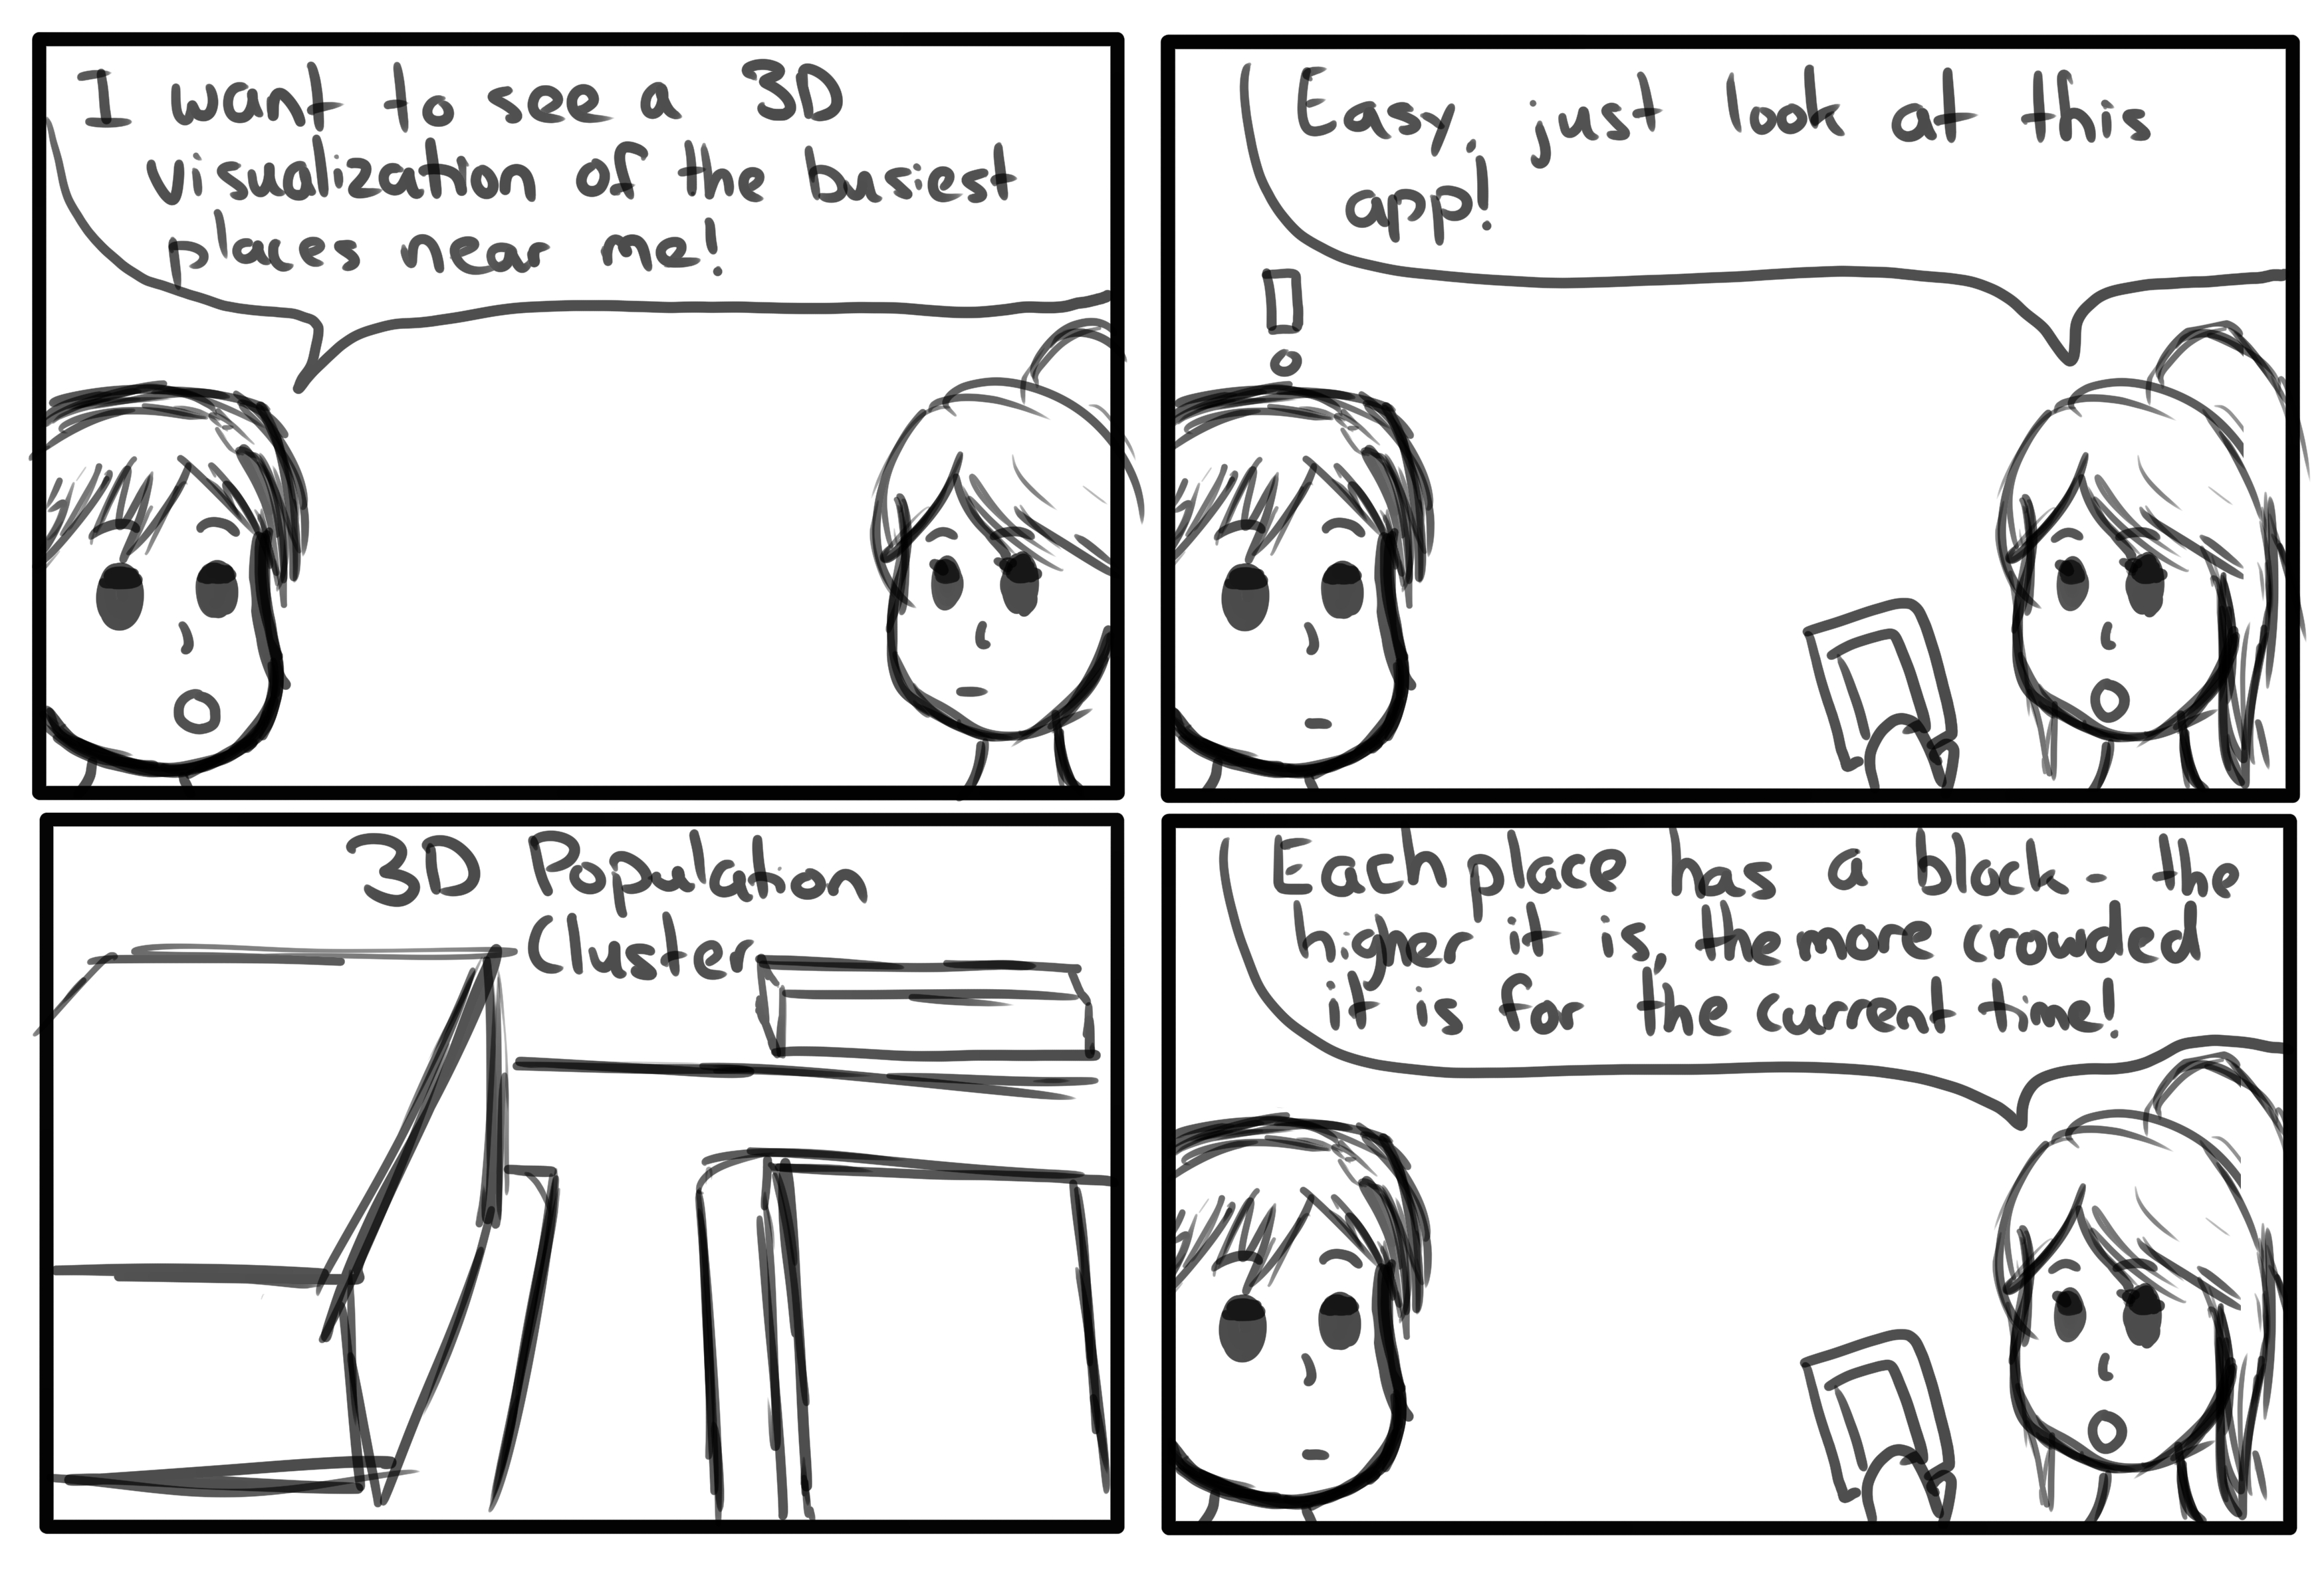 I want to see a 3D
visualization of the busiest
places near me!
Easy, just look at this
app!
3D Population
Cluster
Each place has a block- the
higher it is, the more crowded
it is for the current time!